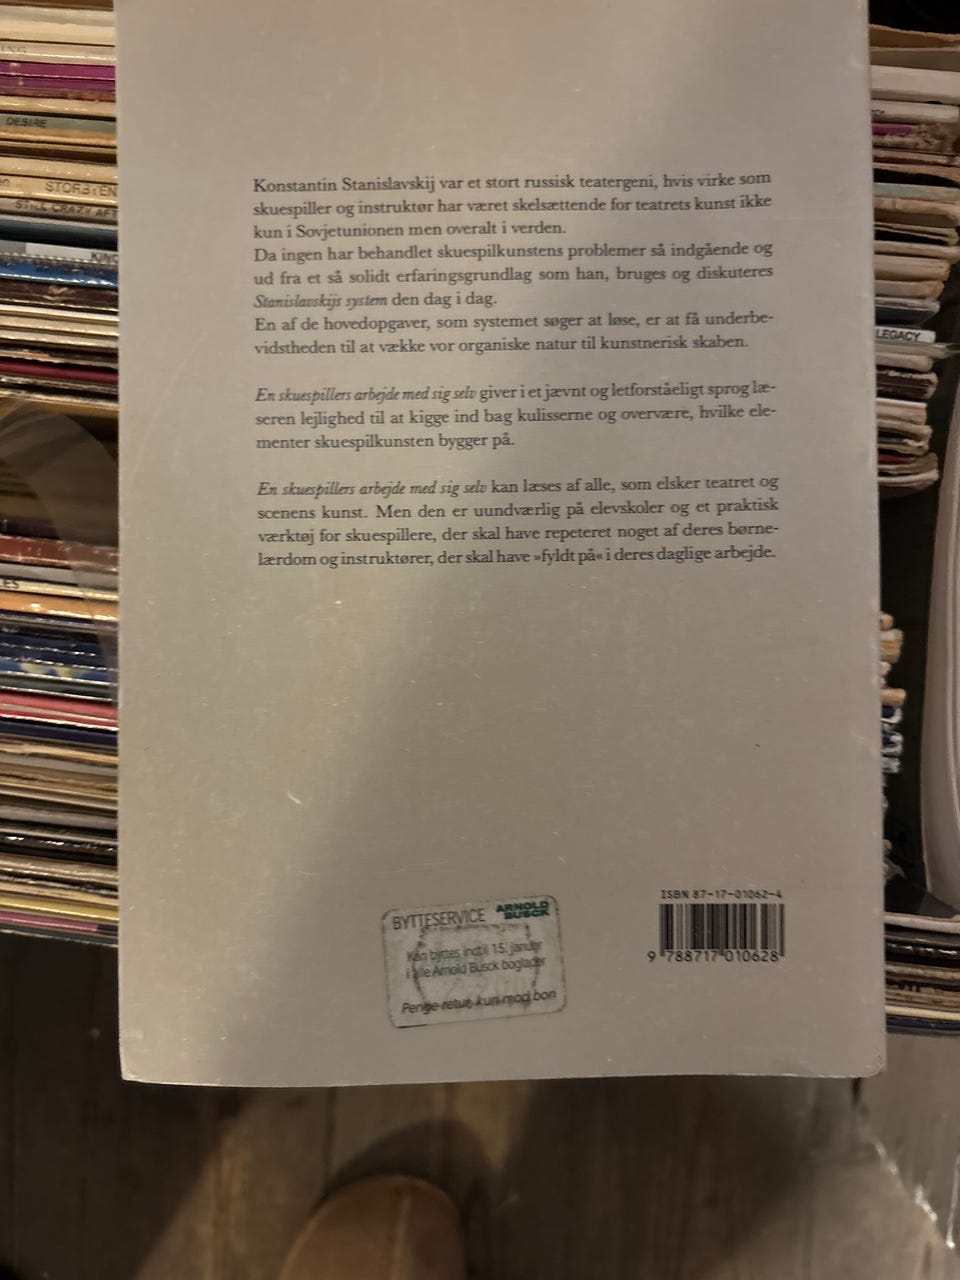 DESIRE
STILL CRAZY AFT
KING
LEGACY
Konstantin Stanislavskij var et stort russisk teatergeni, hvis virke som
skuespiller og instruktør har været skelsættende for teatrets kunst ikke
kun i Sovjetunionen men overalt i verden.
Da ingen har behandlet skuespilkunstens problemer så indgående og
ud fra et så solidt erfaringsgrundlag som han, bruges og diskuteres
Stanislavskijs system den dag i dag.
En af de hovedopgaver, som systemet søger at løse, er at få underbe-
vidstheden til at vække vor organiske natur til kunstnerisk skaben.
En skuespillers arbejde med sig selv giver i et jævnt og letforståeligt sprog læ-
seren lejlighed til at kigge ind bag kulisserne og overvære, hvilke ele-
menter skuespilkunsten bygger på.
En skuespillers arbejde med sig selv kan læses af alle, som elsker teatret og
scenens kunst. Men den er uundværlig på elevskoler og et praktisk
værktøj for skuespillere, der skal have repeteret noget af deres børne-
lærdom og instruktører, der skal have »fyldt på« i deres daglige arbejde.
BYTTESERVICE ARNOLD BUSCK
Kan byttes indtil 15. januar
i alle Arnold Busck boglader
Penge retur kun mod bon
ISBN 87-17-01062-4
9 788717 010628